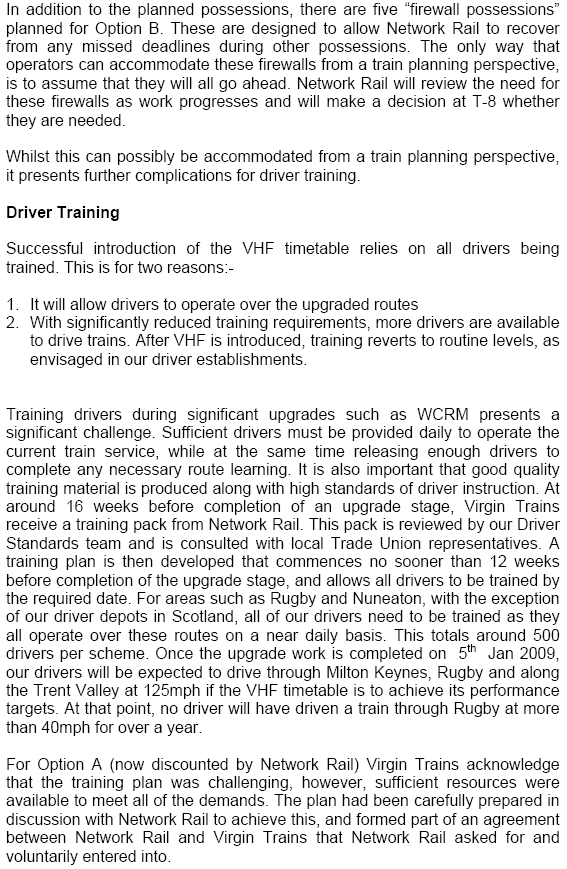 In addition to the planned possessions, there are five “firewall possessions”
planned for Option B. These are designed to allow Network Rail to recover
from any missed deadlines during other possessions. The only way that
operators can accommodate these firewalls from a train planning perspective,
is to assume that they will all go ahead. Network Rail will review the need for
these firewalls as work progresses and will make a decision at T-8 whether
they are needed.
Whilst this can possibly be accommodated from a train planning perspective,
it presents further complications for driver training.
Driver Training
Successful introduction of the VHF timetable relies on all drivers being
trained. This is for two reasons:-
1. It will allow drivers to operate over the upgraded routes
2. With significantly reduced training requirements, more drivers are available
to drive trains. After VHF is introduced, training reverts to routine levels, as
envisaged in our driver establishments.
Training drivers during significant upgrades such as WCRM presents a
significant challenge. Sufficient drivers must be provided daily to operate the
current train service, while at the same time releasing enough drivers to
complete any necessary route learning. It is also important that good quality
training material is produced along with high standards of driver instruction. At
around 16 weeks before completion of an upgrade stage, Virgin Trains
receive a training pack from Network Rail. This pack is reviewed by our Driver
Standards team and is consulted with local Trade Union representatives. A
training plan is then developed that commences no sooner than 12 weeks
before completion of the upgrade stage, and allows all drivers to be trained by
the required date. For areas such as Rugby and Nuneaton, with the exception
of our driver depots in Scotland, all of our drivers need to be trained as they
all operate over these routes on a near daily basis. This totals around 500
drivers per scheme. Once the upgrade work is completed on 5th Jan 2009,
our drivers will be expected to drive through Milton Keynes, Rugby and along
the Trent Valley at 125mph if the VHF timetable is to achieve its performance
targets. At that point, no driver will have driven a train through Rugby at more
than 40mph for over a year.
For Option A (now discounted by Network Rail) Virgin Trains acknowledge
that the training plan was challenging, however, sufficient resources were
available to meet all of the demands. The plan had been carefully prepared in
discussion with Network Rail to achieve this, and formed part of an agreement
between Network Rail and Virgin Trains that Network Rail asked for and
voluntarily entered into.